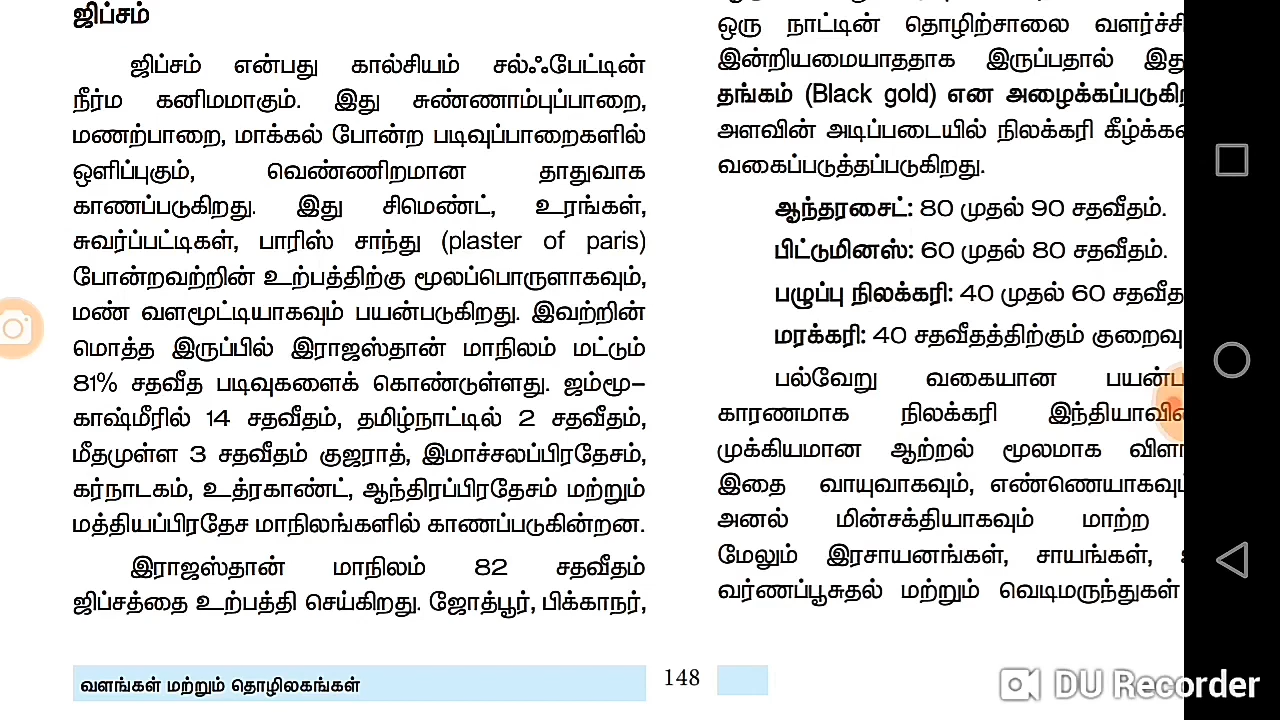 ஜிப்சம்
ஜிப்சம் என்பது கால்சியம் சல்ஃபேட்டின்
நீர்ம கனிமமாகும். இது சுண்ணாம்புப்பாறை,
மணற்பாறை, மாக்கல் போன்ற படிவுப்பாறைகளில்
ஒளிப்புகும், வெண்ணிறமான தாதுவாக
காணப்படுகிறது. இது சிமெண்ட், உரங்கள்,
சுவர்ப்பட்டிகள், பாரிஸ் சாந்து (plaster of paris)
போன்றவற்றின் உற்பத்திற்கு மூலப்பொருளாகவும்,
மண் வளமூட்டியாகவும் பயன்படுகிறது. இவற்றின்
மொத்த இருப்பில் இராஜஸ்தான் மாநிலம் மட்டும்
81% சதவீத படிவுகளைக் கொண்டுள்ளது. ஜம்மூ–
காஷ்மீரில் 14 சதவீதம், தமிழ்நாட்டில் 2 சதவீதம்,
மீதமுள்ள 3 சதவீதம் குஜராத், இமாச்சலப்பிரதேசம்,
கர்நாடகம், உத்ரகாண்ட், ஆந்திரப்பிரதேசம் மற்றும்
மத்தியப்பிரதேச மாநிலங்களில் காணப்படுகின்றன.
இராஜஸ்தான் மாநிலம் 82 சதவீதம்
ஜிப்சத்தை உற்பத்தி செய்கிறது. ஜோத்பூர், பிக்கானர்,
ஒரு நாட்டின் தொழிற்சாலை
இன்றியமையாததாக இருப்பதால்
தங்கம் (Black gold) என
அளவின் அடிப்படையில் நிலக்கரி
வகைப்படுத்தப்படுகிறது.
ஆந்தரசைட்: 80 முதல் 90 சதவீதம்.
பிட்டுமினஸ்: 60 முதல் 80 சதவீதம்.
பழுப்பு நிலக்கரி: 40 முதல் 60
மரக்கரி: 40 சதவீதத்திற்கும்
பல்வேறு வகையான
காரணமாக நிலக்கரி
முக்கியமான ஆற்றல் மூலமாக
இதை வாயுவாகவும்,
அனல் மின்சக்தியாகவும் மாற்ற
மேலும் இரசாயனங்கள், சாயங்கள்,
வர்ணப்பூசுதல் மற்றும் வெடிமருந்துகள்
வளங்கள் மற்றும் தொழிலகங்கள்
148
DU Recorder